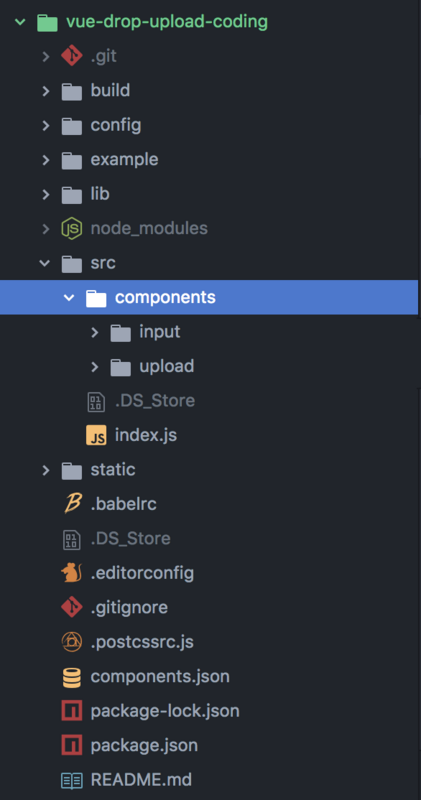 vue-drop-upload-coding
.git
build
config
example
lib
node_modules
src
components
input
upload
.DS_Store
index.js
static
.babelrc
.DS_Store
.editorconfig
.gitignore
.postcssrc.js
components.json
package-lock.json
package.json
README.md